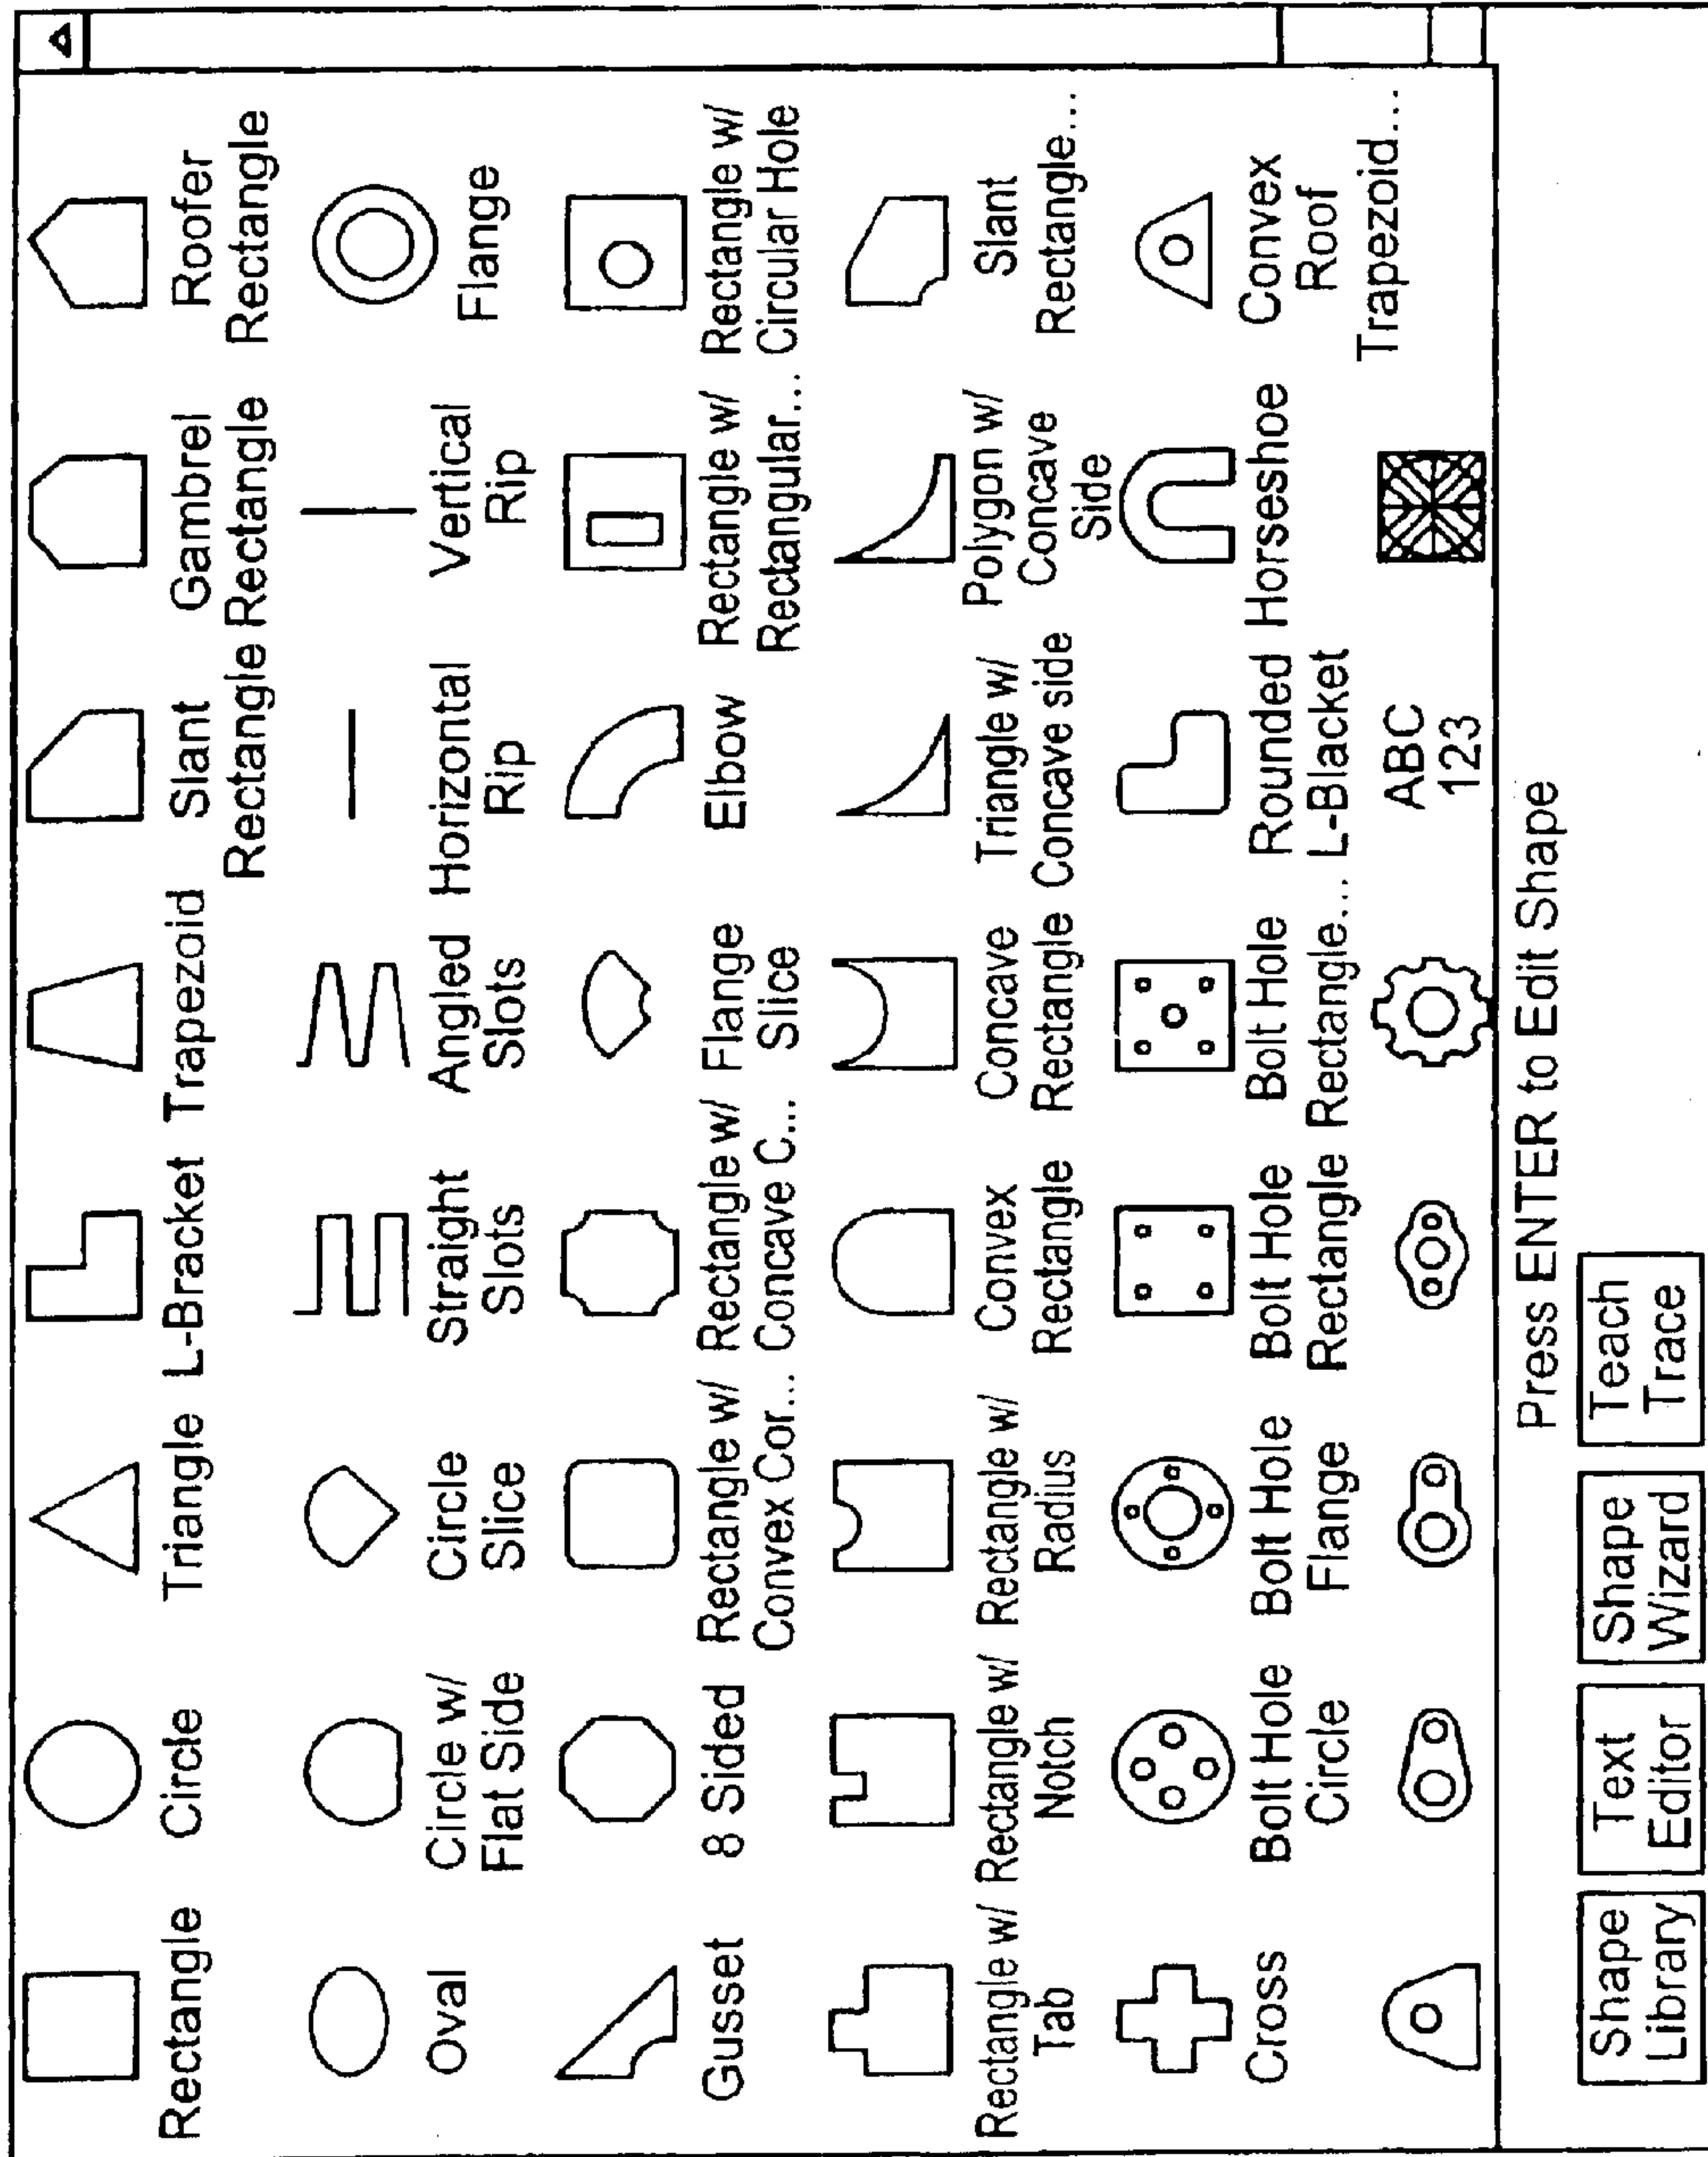 Rectangle
Circle
Triangle
L-Bracket
Trapezoid
Slant
Rectangle
Gambrel
Rectangle
Roofer
Rectangle
Oval
Circle w/
Flat Side
Circle
Slice
Straight
Slots
Angled
Slots
Horizontal
Rip
Vertical
Rip
Flange
Gusset
8 Sided
Rectangle w/
Convex Cor...
Rectangle w/
Concave C...
Flange
Slice
Elbow
Rectangle w/
Rectangular...
Rectangle w/
Circular Hole
Rectangle w/
Tab
Rectangle w/
Notch
Rectangle w/
Radius
Convex
Rectangle
Concave
Rectangle
Triangle w/
Concave side
Polygon w/
Concave
Side
Slant
Rectangle...
Cross
Bolt Hole
Circle
Bolt Hole
Flange
Bolt Hole
Rectangle
Bolt Hole
Rectangle...
Rounded
L-Blacket
Horseshoe
Convex
Roof
Trapezoid...
ABC
123
Press ENTER to Edit Shape
Shape
Library
Text
Editor
Shape
Wizard
Teach
Trace